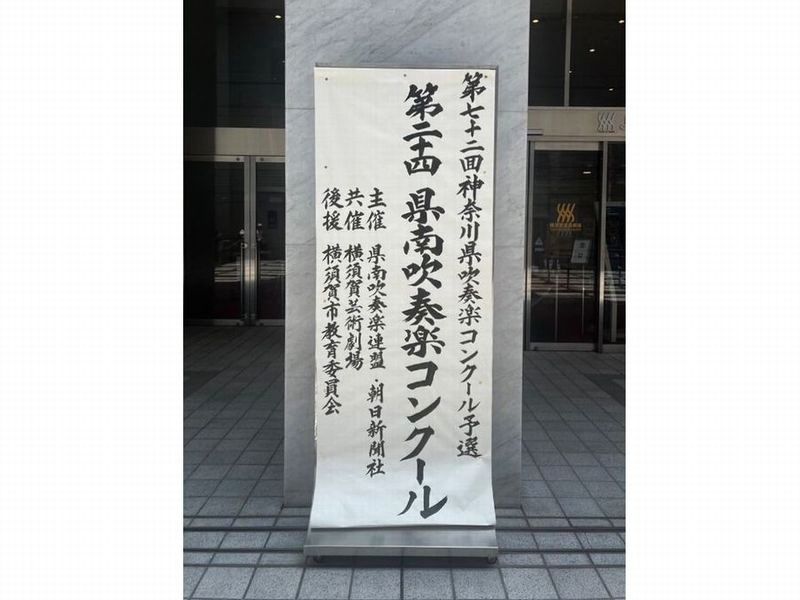 第七十二回神奈川県吹奏楽コンクール予選
第二十四 県南吹奏楽コンクール
主催 県南吹奏楽連盟・朝日新聞社
共催 横須賀芸術劇場
後援 横須賀市教育委員会